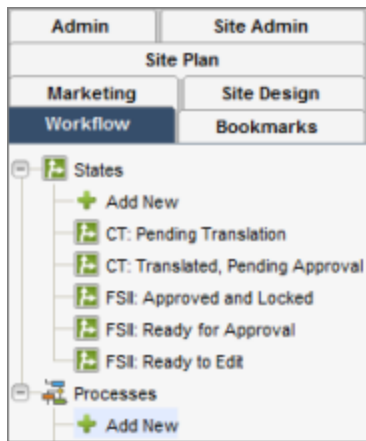 Admin
Site Admin
Site Plan
Marketing
Site Design
Workflow
Bookmarks
States
Add New
CT: Pending Translation
CT: Translated, Pending Approval
FSII: Approved and Locked
FSII: Ready for Approval
FSII: Ready to Edit
Processes
Add New